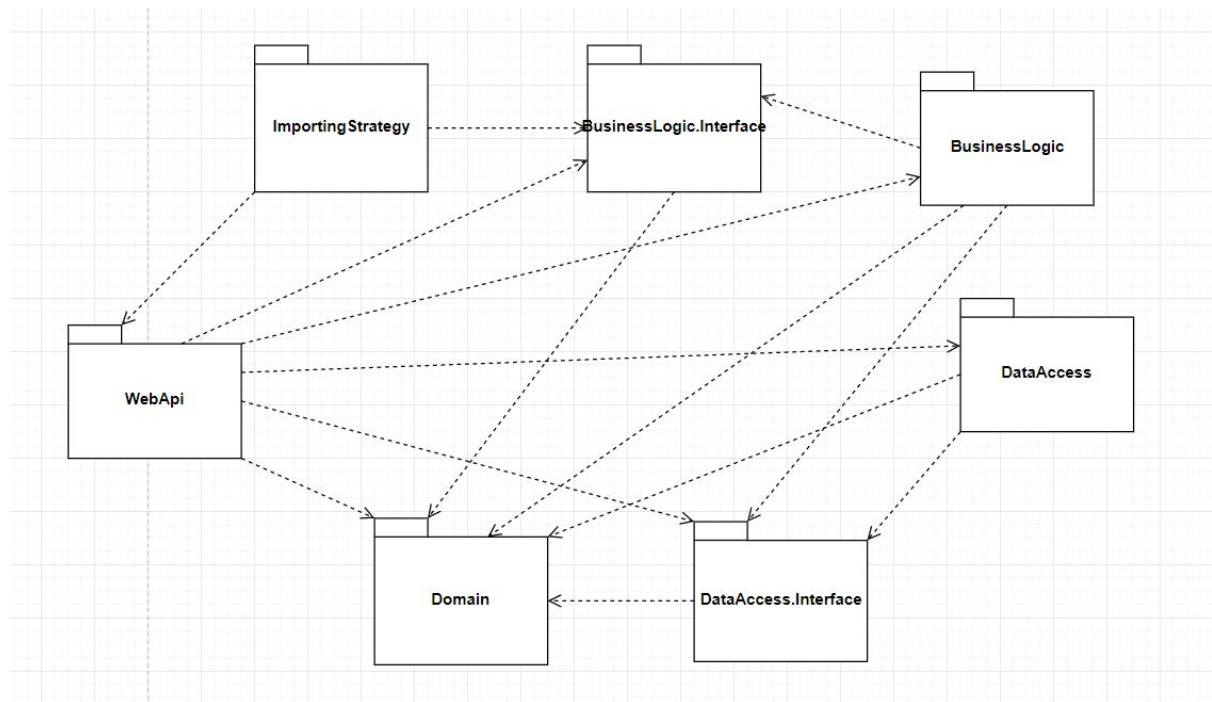 ImportingStrategy
BusinessLogic.Interface
BusinessLogic
DataAccess
WebApi
Domain
DataAccess.Interface